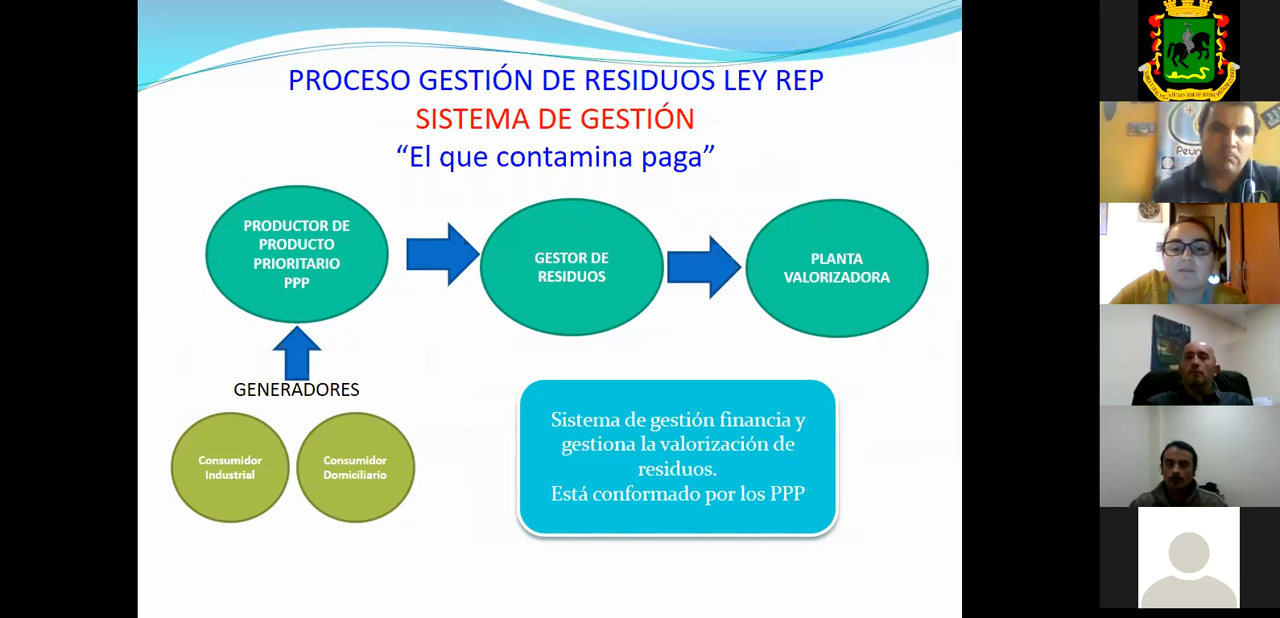 PROCESO GESTIÓN DE RESIDUOS LEY REP
SISTEMA DE GESTIÓN
“El que contamina paga”
PRODUCTOR DE
PRODUCTO
PRIORITARIO
PPP
GESTOR DE
RESIDUOS
PLANTA
VALORIZADORA
GENERADORES
Consumidor
Industrial
Consumidor
Domiciliario
Sistema de gestión financia y
gestiona la valorización de
residuos.
Está conformado por los PPP